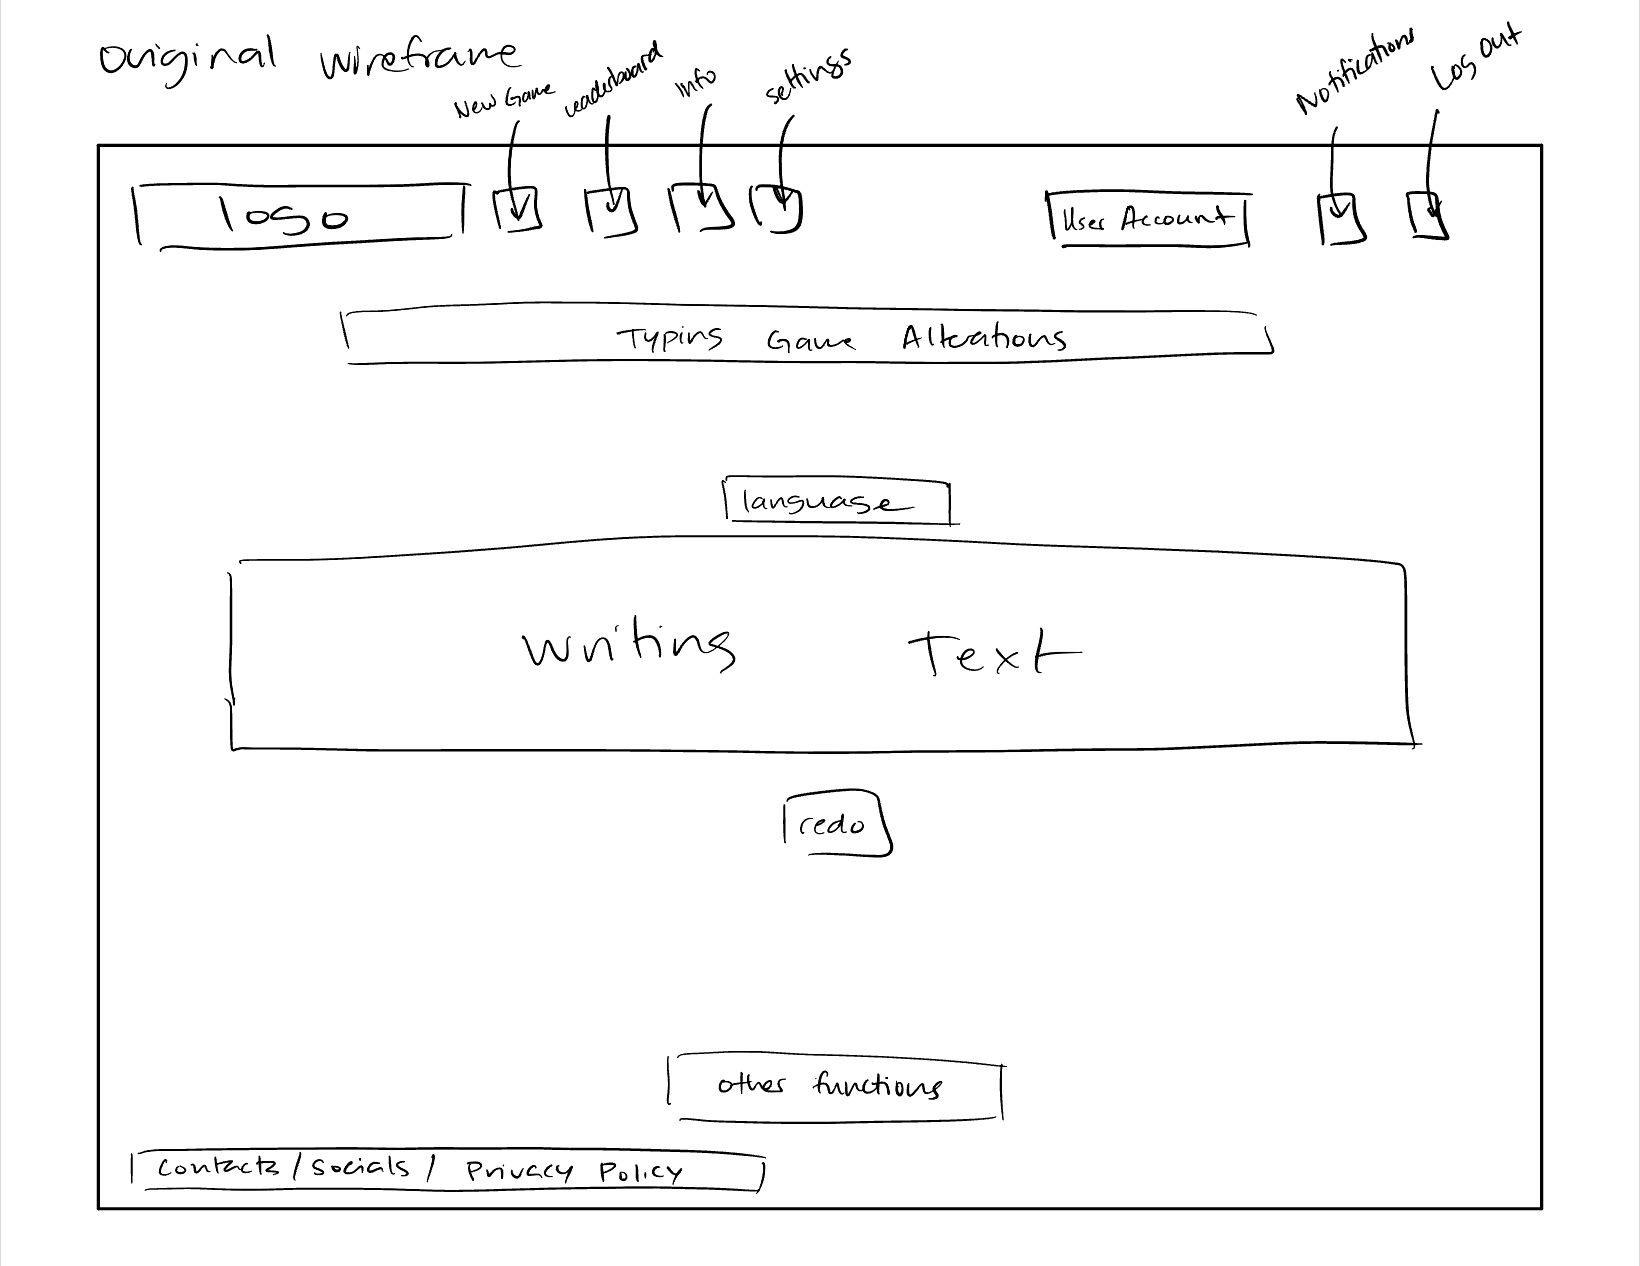 Original Wireframe
New Game
Leaderboard
Info
settings
Notifications
Log Out
logo
User Account
Typing Game Alterations
language
Writing Text
redo
other functions
Contacts / Socials / Privacy Policy